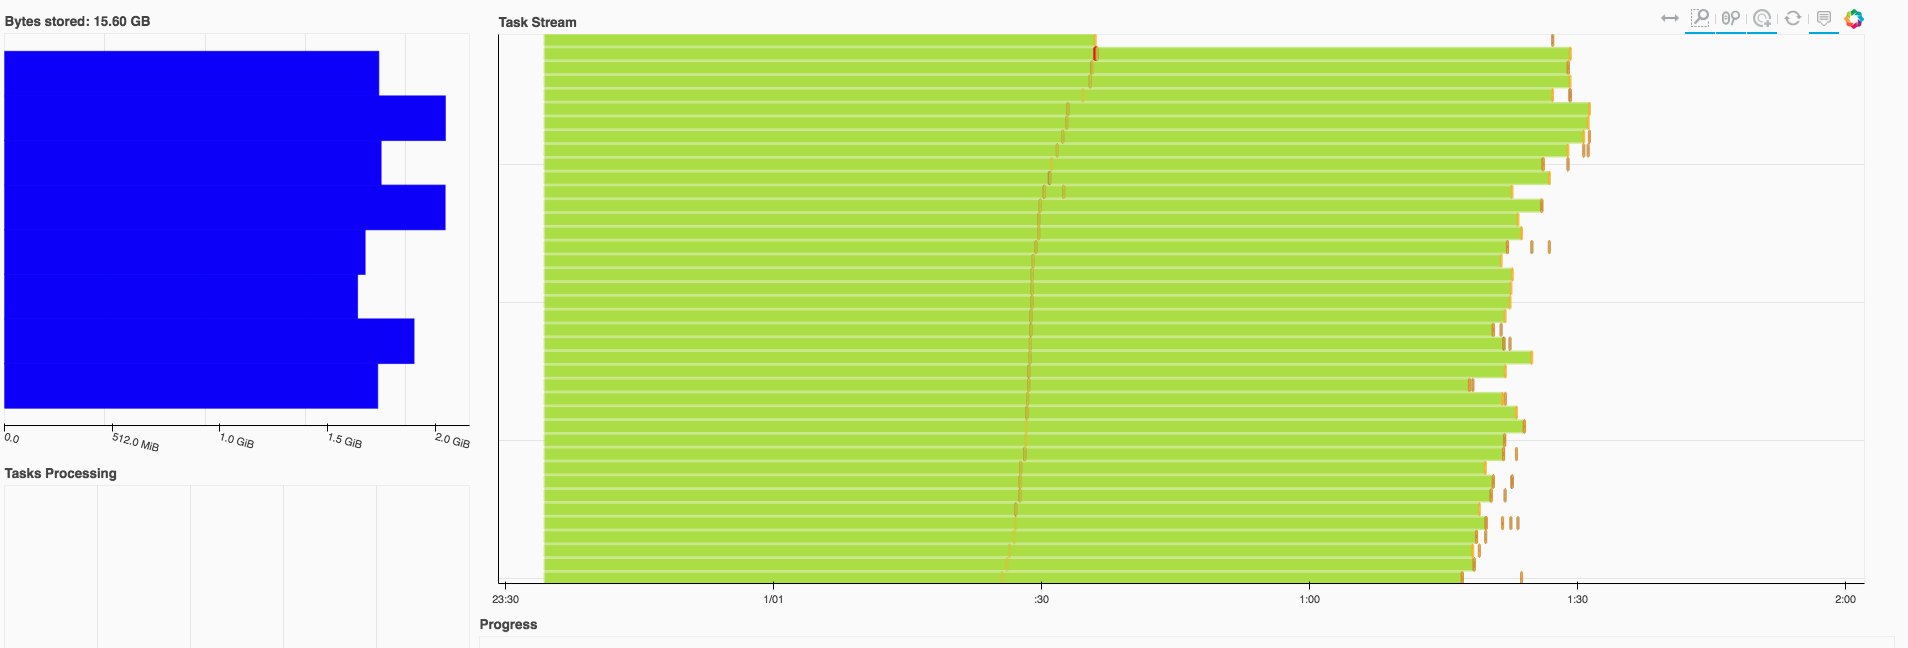 Bytes stored: 15.60 GB
0.0
512.0 MiB
1.0 GiB
1.5 GiB
2.0 GiB
Tasks Processing
Task Stream
23:30
1/01
:30
1:00
1:30
2:00
Progress